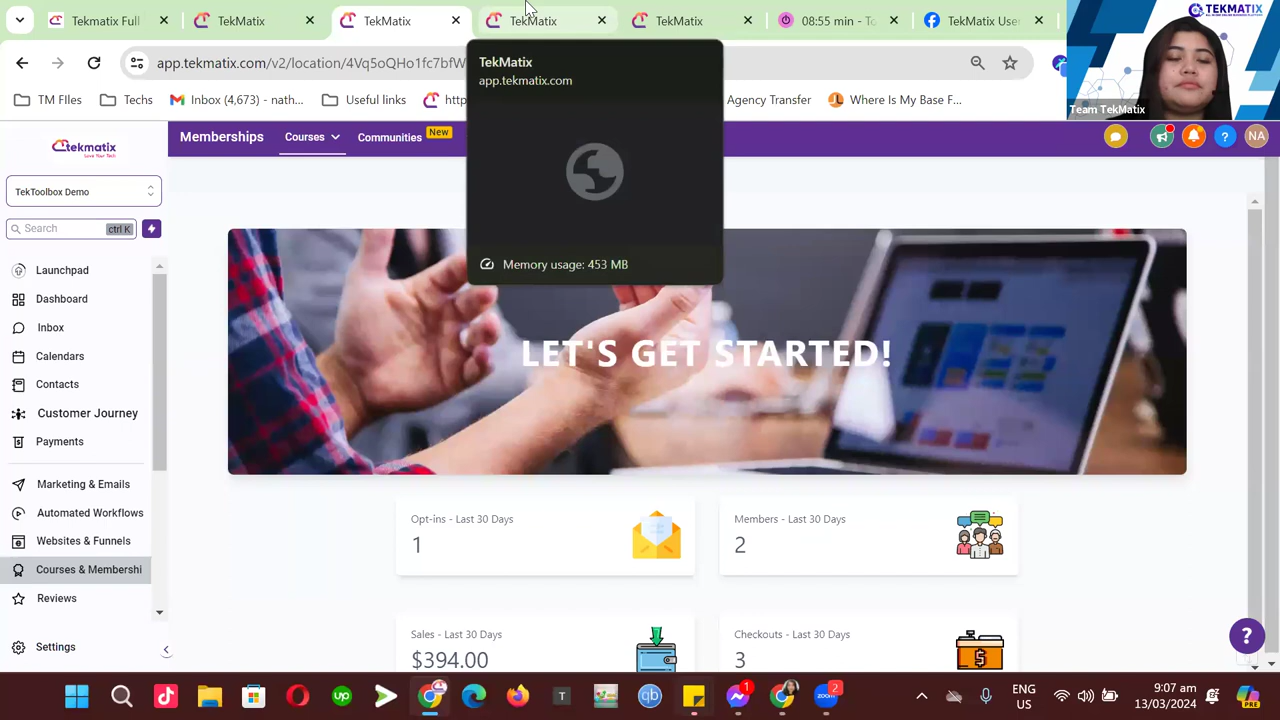 Tekmatix Full
TekMatix
TekMatix
TekMatix
TekMatix
08:55 min - To
TekMatix Use
app.tekmatix.com/v2/location/4Vq5oQHo1fc7bfW
TEKMATIX
Team TekMatix
TM FIles
Techs
Inbox (4,673) - nath...
Useful links
Agency Transfer
Where Is My Base F...
TekMatix
app.tekmatix.com
Memory usage: 453 MB
tekmatix
Love Your Tech
Memberships
Courses
Communities
New
NA
TekToolbox Demo
Search
ctrl K
Launchpad
Dashboard
Inbox
Calendars
Contacts
Customer Journey
Payments
Marketing & Emails
Automated Workflows
Websites & Funnels
Courses & Membershi
Reviews
Settings
LET'S GET STARTED!
Opt-ins - Last 30 Days
1
Members - Last 30 Days
2
Sales - Last 30 Days
$394.00
Checkouts - Last 30 Days
3
ENG
US
9:07 am
13/03/2024